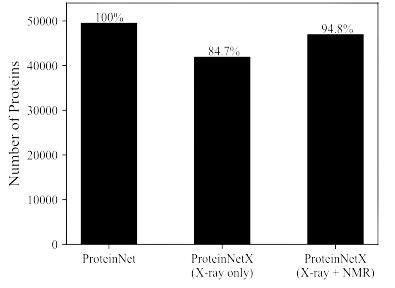 50000
40000
30000
20000
10000
0
Number of Proteins
100%
84.7%
94.8%
ProteinNet
ProteinNetX
(X-ray only)
ProteinNetX
(X-ray + NMR)